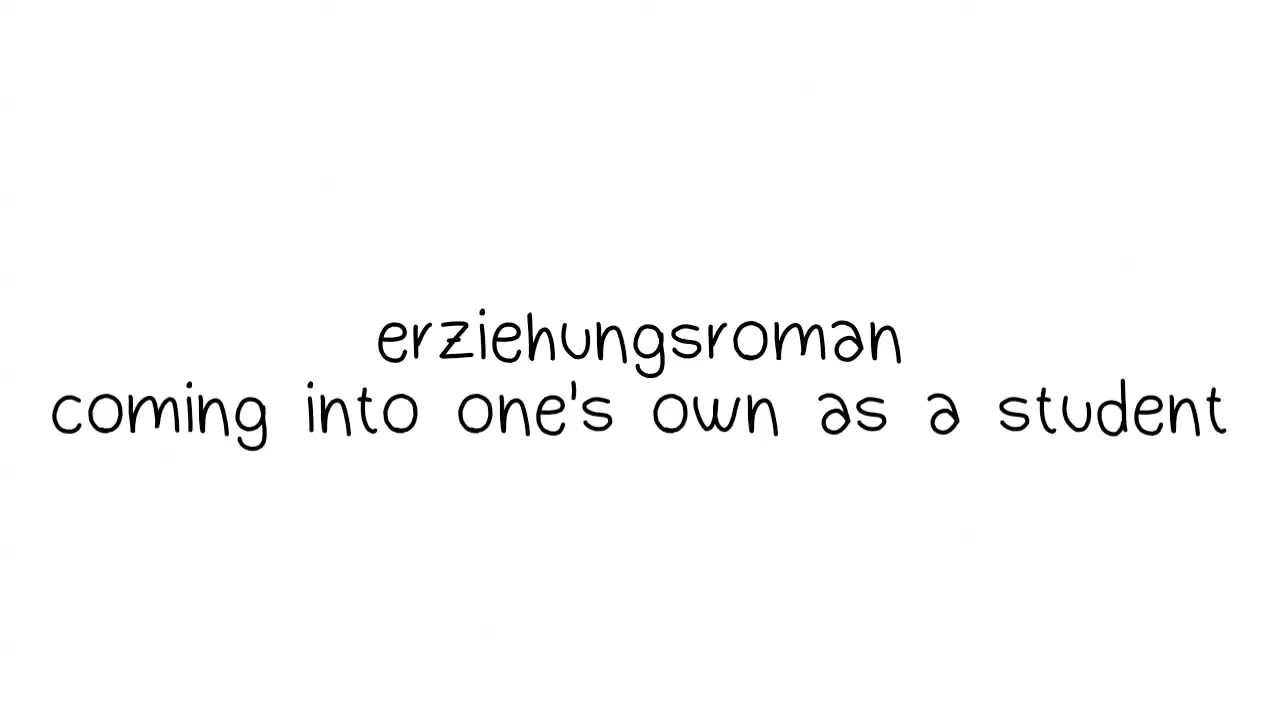 erziehungsroman
coming into one's own as a student